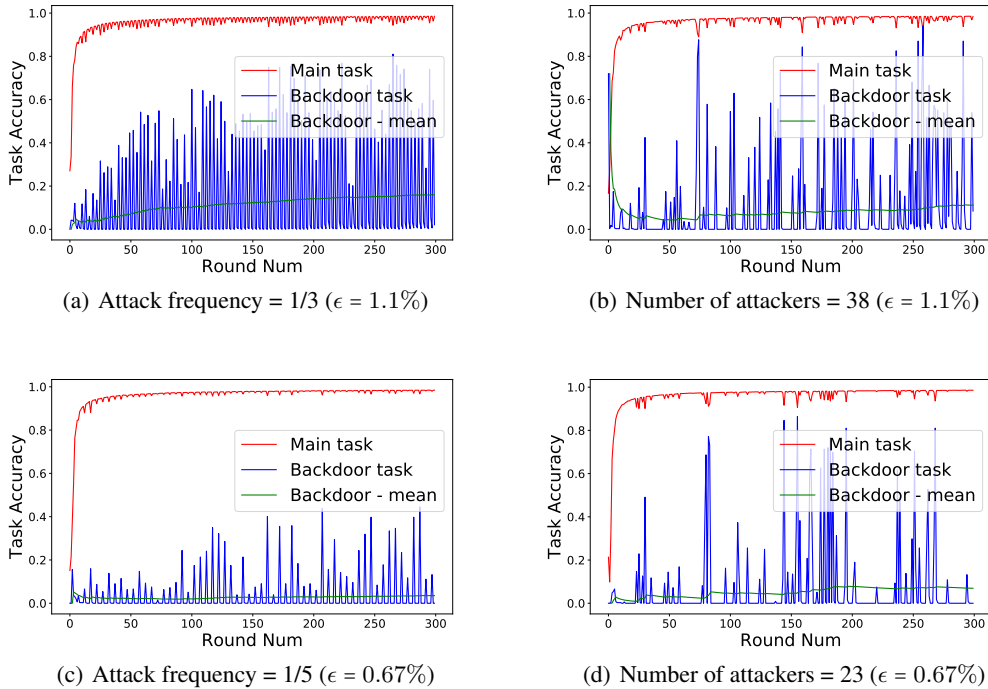 1.0
0.8
0.6
0.4
0.2
0.0
Task Accuracy
Main task
Backdoor task
Backdoor - mean
0 50 100 150 200 250 300
Round Num
(a) Attack frequency = 1/3 (ϵ = 1.1%)
1.0
0.8
0.6
0.4
0.2
0.0
Task Accuracy
Main task
Backdoor task
Backdoor - mean
0 50 100 150 200 250 300
Round Num
(b) Number of attackers = 38 (ϵ = 1.1%)
1.0
0.8
0.6
0.4
0.2
0.0
Task Accuracy
Main task
Backdoor task
Backdoor - mean
0 50 100 150 200 250 300
Round Num
(c) Attack frequency = 1/5 (ϵ = 0.67%)
1.0
0.8
0.6
0.4
0.2
0.0
Task Accuracy
Main task
Backdoor task
Backdoor - mean
0 50 100 150 200 250 300
Round Num
(d) Number of attackers = 23 (ϵ = 0.67%)